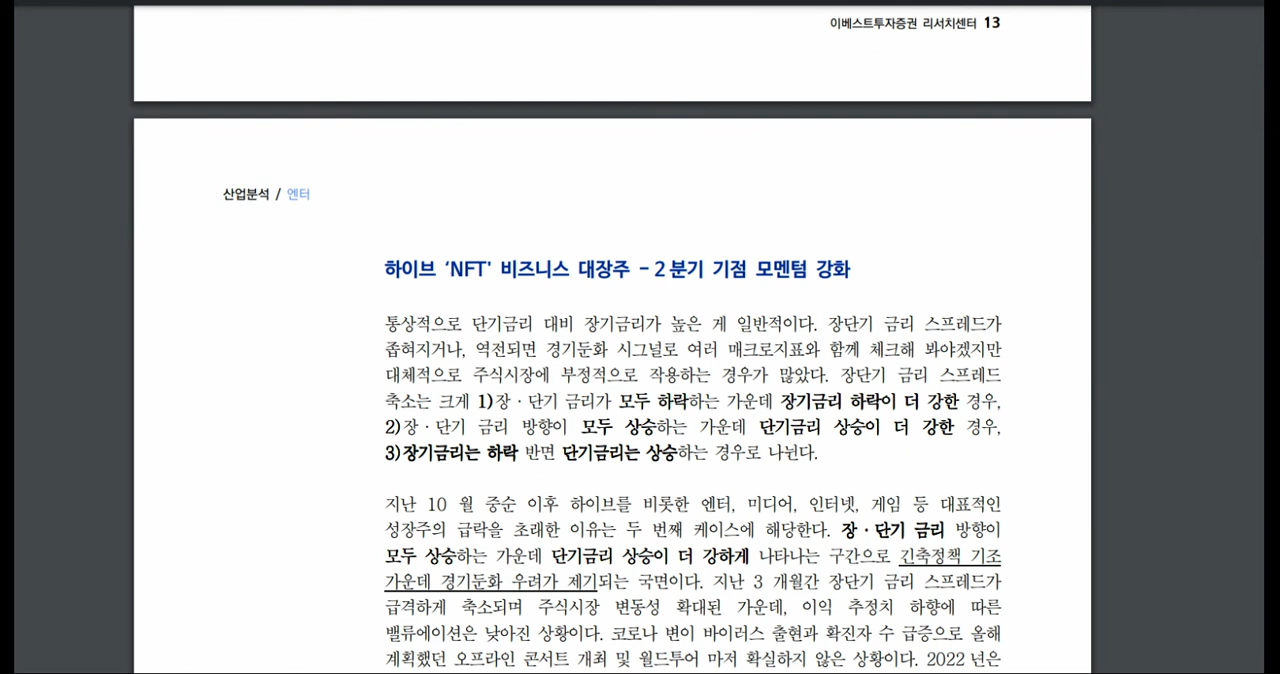 이베스트투자증권 리서치센터 13
산업분석 / 엔터
하이브 ‘NFT' 비즈니스 대장주 – 2분기 기점 모멘텀 강화
통상적으로 단기금리 대비 장기금리가 높은 게 일반적이다. 장단기 금리 스프레드가
좁혀지거나, 역전되면 경기둔화 시그널로 여러 매크로지표와 함께 체크해 봐야겠지만
대체적으로 주식시장에 부정적으로 작용하는 경우가 많았다. 장단기 금리 스프레드
축소는 크게 1)장·단기 금리가 모두 하락하는 가운데 장기금리 하락이 더 강한 경우,
2)장·단기 금리 방향이 모두 상승하는 가운데 단기금리 상승이 더 강한 경우,
3)장기금리는 하락 반면 단기금리는 상승하는 경우로 나뉜다.
지난 10 월 중순 이후 하이브를 비롯한 엔터, 미디어, 인터넷, 게임 등 대표적인
성장주의 급락을 초래한 이유는 두 번째 케이스에 해당한다. 장·단기 금리 방향이
모두 상승하는 가운데 단기금리 상승이 더 강하게 나타나는 구간으로 긴축정책 기조
가운데 경기둔화 우려가 제기되는 국면이다. 지난 3 개월간 장단기 금리 스프레드가
급격하게 축소되며 주식시장 변동성 확대된 가운데, 이익 추정치 하향에 따른
밸류에이션은 낮아진 상황이다. 코로나 변이 바이러스 출현과 확진자 수 급증으로 올해
계획했던 오프라인 콘서트 개최 및 월드투어 마저 확실하지 않은 상황이다. 2022 년은